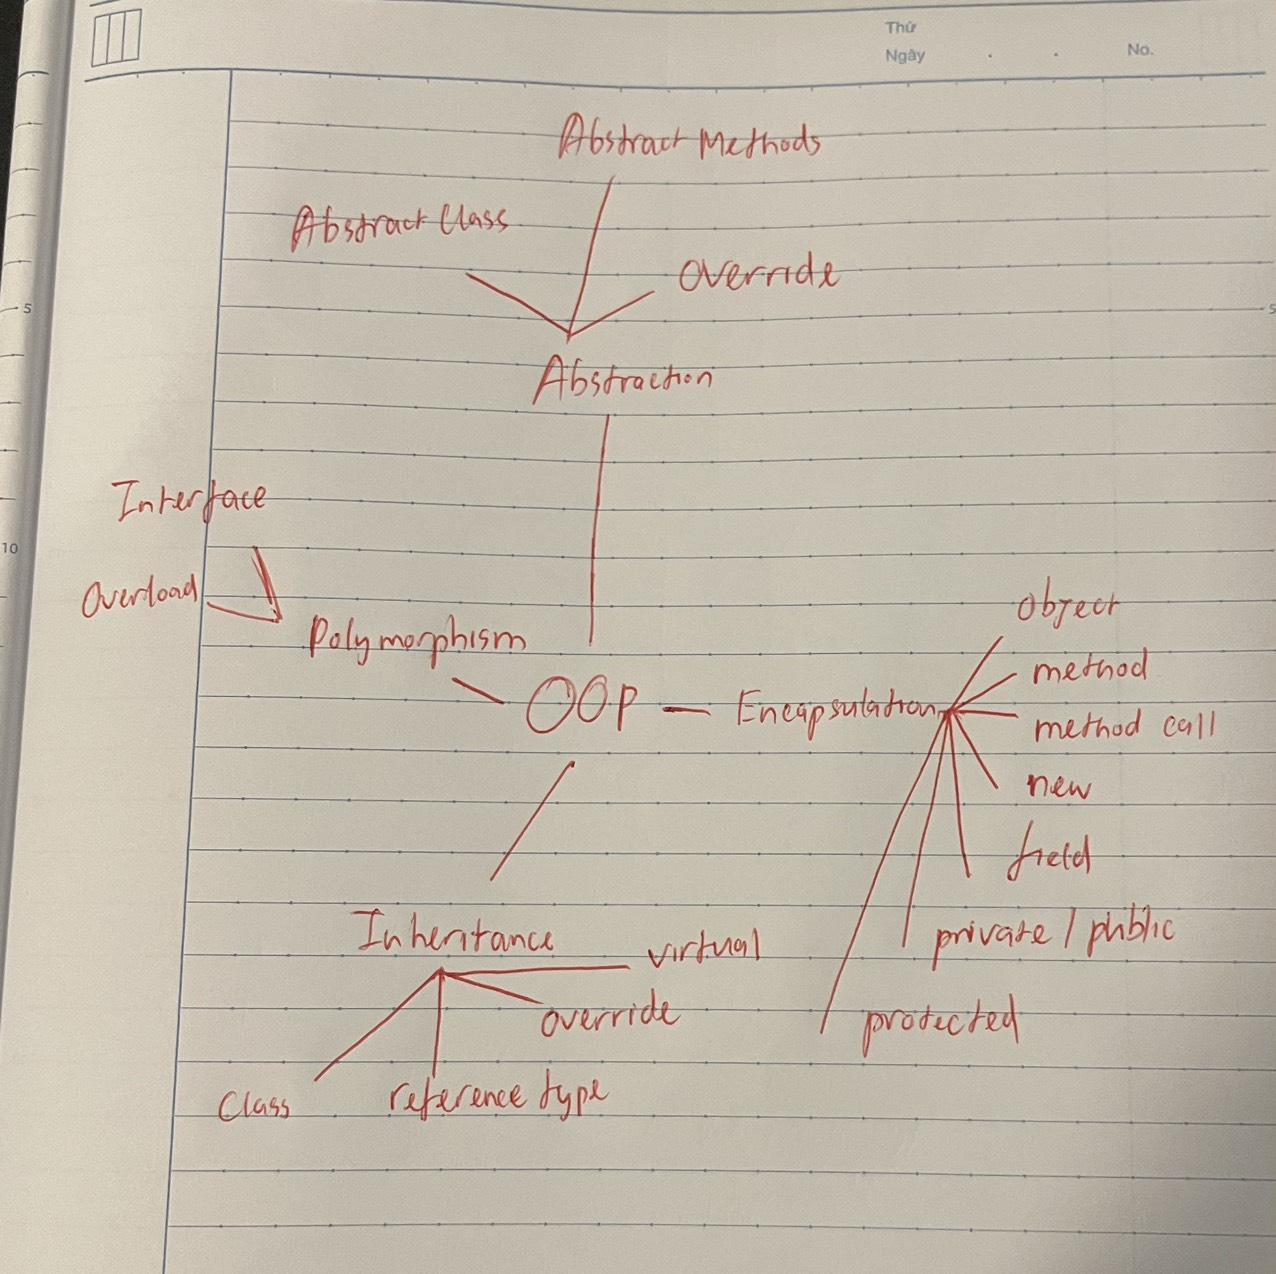 Thứ
Ngày . . No.
Abstract Methods
Abstract Class
Override
5
5
Abstraction
Interface
10
Overload
Object
Polymorphism
method
OOP
Encapsulation
method call
new
field
Inheritance
virtual
private / public
override
protected
Class
reference type